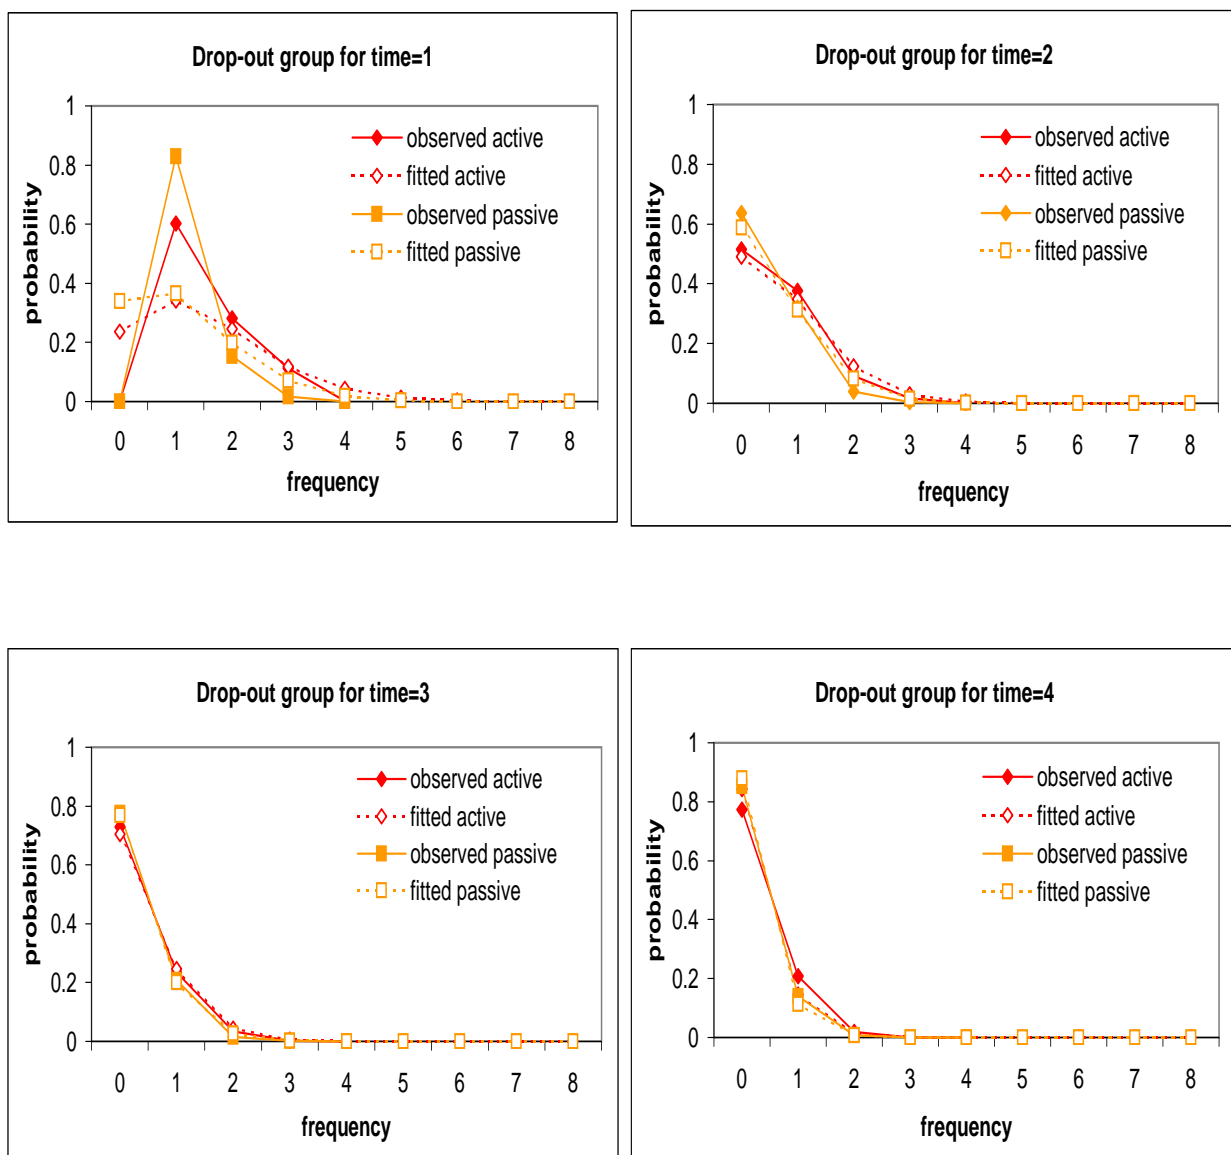 Drop-out group for time=1
1
0.8
0.6
0.4
0.2
0
probability
observed active
fitted active
observed passive
fitted passive
0 1 2 3 4 5 6 7 8
frequency
Drop-out group for time=2
1
0.8
0.6
0.4
0.2
0
probability
observed active
fitted active
observed passive
fitted passive
0 1 2 3 4 5 6 7 8
frequency
Drop-out group for time=3
1
0.8
0.6
0.4
0.2
0
probability
observed active
fitted active
observed passive
fitted passive
0 1 2 3 4 5 6 7 8
frequency
Drop-out group for time=4
1
0.8
0.6
0.4
0.2
0
probability
observed active
fitted active
observed passive
fitted passive
0 1 2 3 4 5 6 7 8
frequency